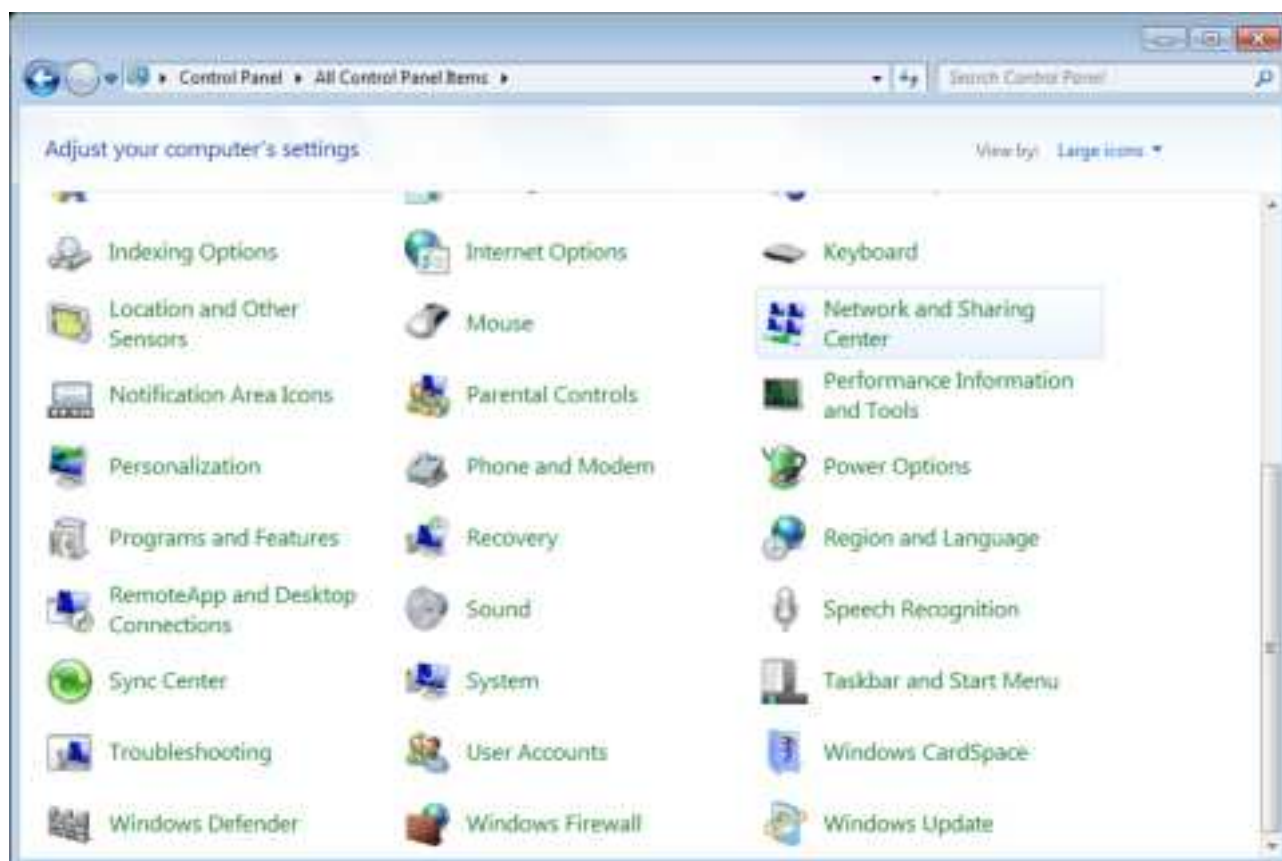 Control Panel ▸ All Control Panel Items ▸
Search Control Panel
Adjust your computer's settings
View by: Large icons
Indexing Options
Internet Options
Keyboard
Location and Other
Sensors
Mouse
Network and Sharing
Center
Notification Area Icons
Parental Controls
Performance Information
and Tools
Personalization
Phone and Modem
Power Options
Programs and Features
Recovery
Region and Language
RemoteApp and Desktop
Connections
Sound
Speech Recognition
Sync Center
System
Taskbar and Start Menu
Troubleshooting
User Accounts
Windows CardSpace
Windows Defender
Windows Firewall
Windows Update